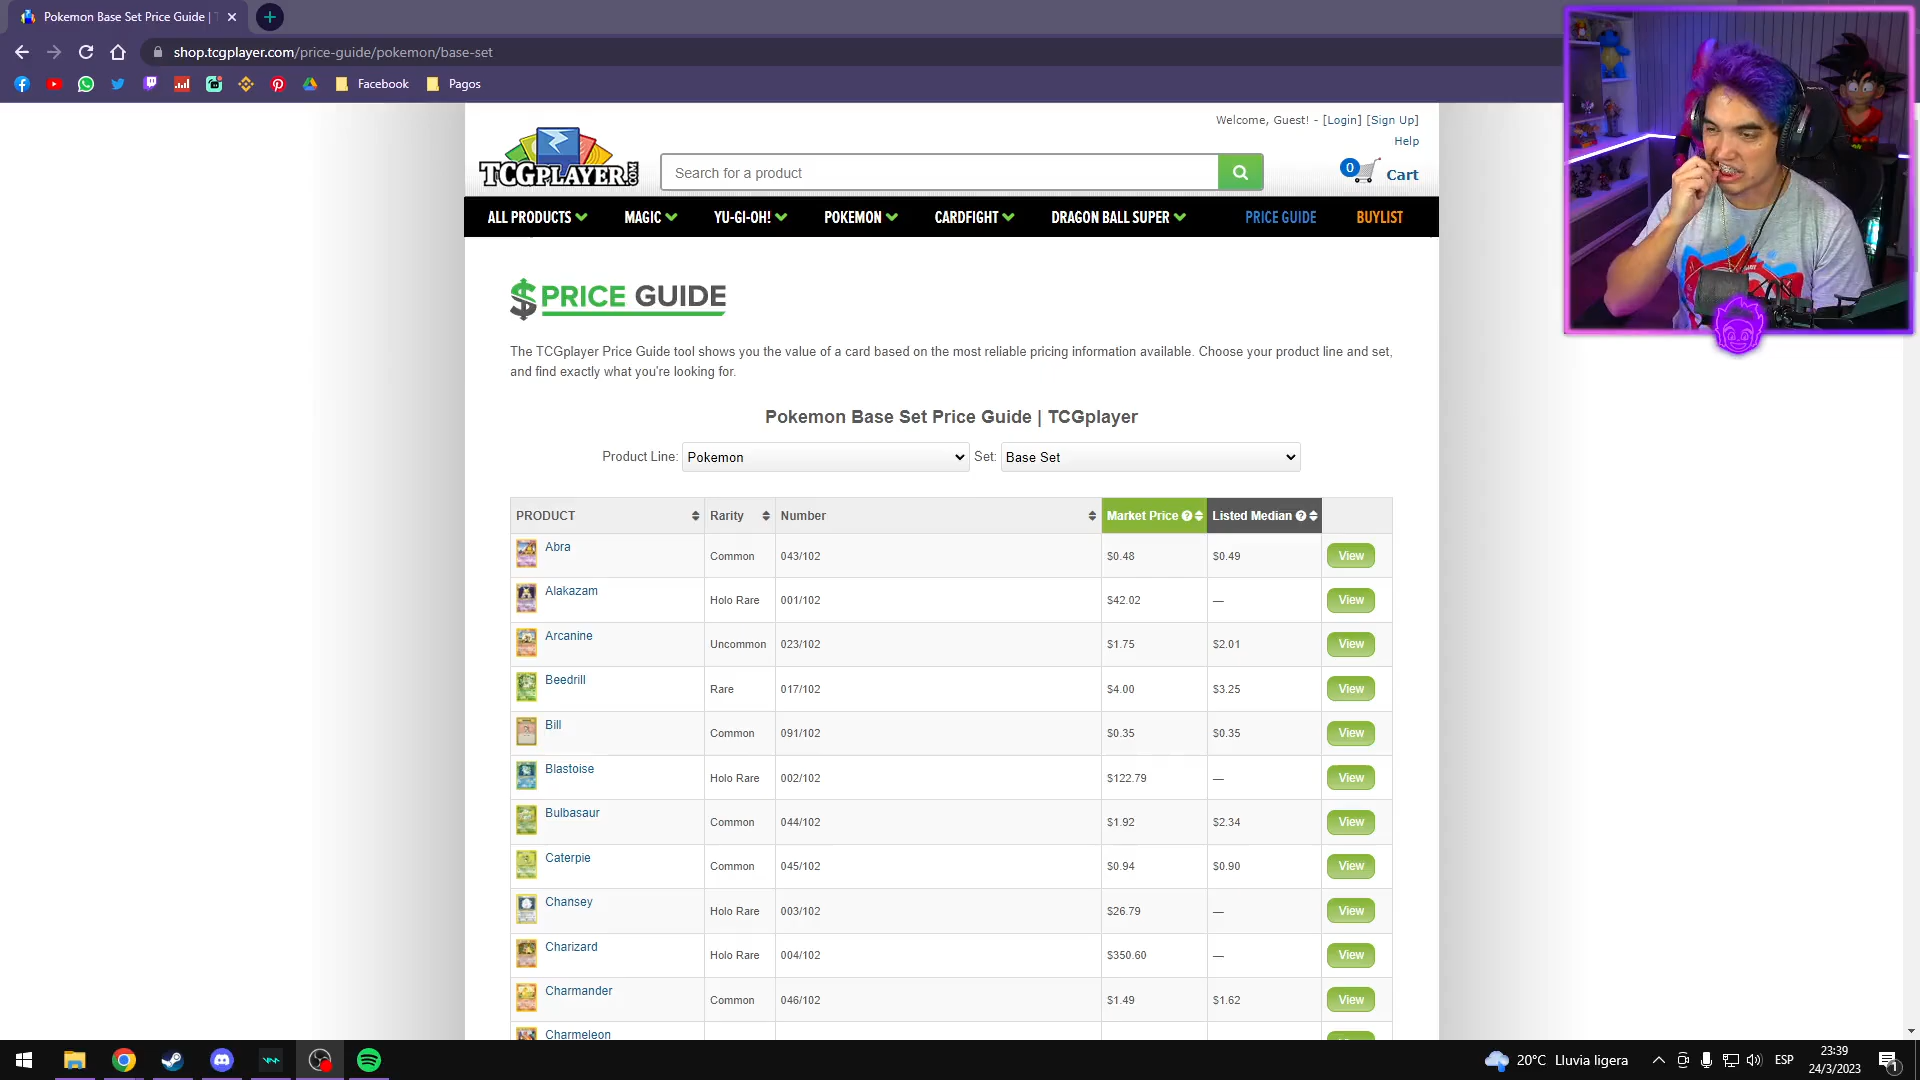 Pokemon Base Set Price Guide |
shop.tcgplayer.com/price-guide/pokemon/base-set
Facebook
Pagos
Welcome, Guest! - [Login] [Sign Up]
Help
TCGPLAYER.COM
Search for a product
0
Cart
ALL PRODUCTS MAGIC YU-GI-OH! POKEMON CARDFIGHT DRAGON BALL SUPER PRICE GUIDE BUYLIST
$PRICE GUIDE
The TCGplayer Price Guide tool shows you the value of a card based on the most reliable pricing information available. Choose your product line and set,
and find exactly what you're looking for.
Pokemon Base Set Price Guide | TCGplayer
Product Line: Pokemon Set: Base Set
PRODUCT Rarity Number Market Price Listed Median
Abra Common 043/102 $0.48 $0.49 View
Alakazam Holo Rare 001/102 $42.02 — View
Arcanine Uncommon 023/102 $1.75 $2.01 View
Beedrill Rare 017/102 $4.00 $3.25 View
Bill Common 091/102 $0.35 $0.35 View
Blastoise Holo Rare 002/102 $122.79 — View
Bulbasaur Common 044/102 $1.92 $2.34 View
Caterpie Common 045/102 $0.94 $0.90 View
Chansey Holo Rare 003/102 $26.79 — View
Charizard Holo Rare 004/102 $350.60 — View
Charmander Common 046/102 $1.49 $1.62 View
Charmeleon
20°C Lluvia ligera
ESP
23:39
24/3/2023
1